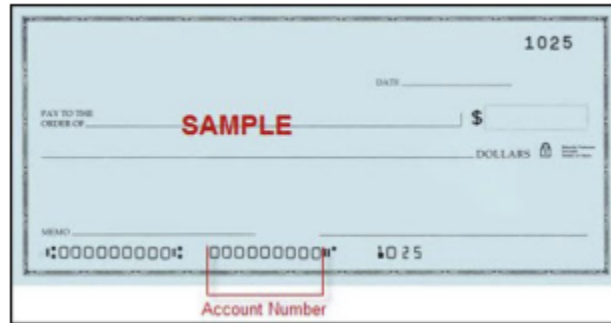 1025
DATE
PAY TO THE
ORDER OF
SAMPLE
$
DOLLARS
MEMO
⑆000000000⑆ 000000000⑈ 1025
Account Number